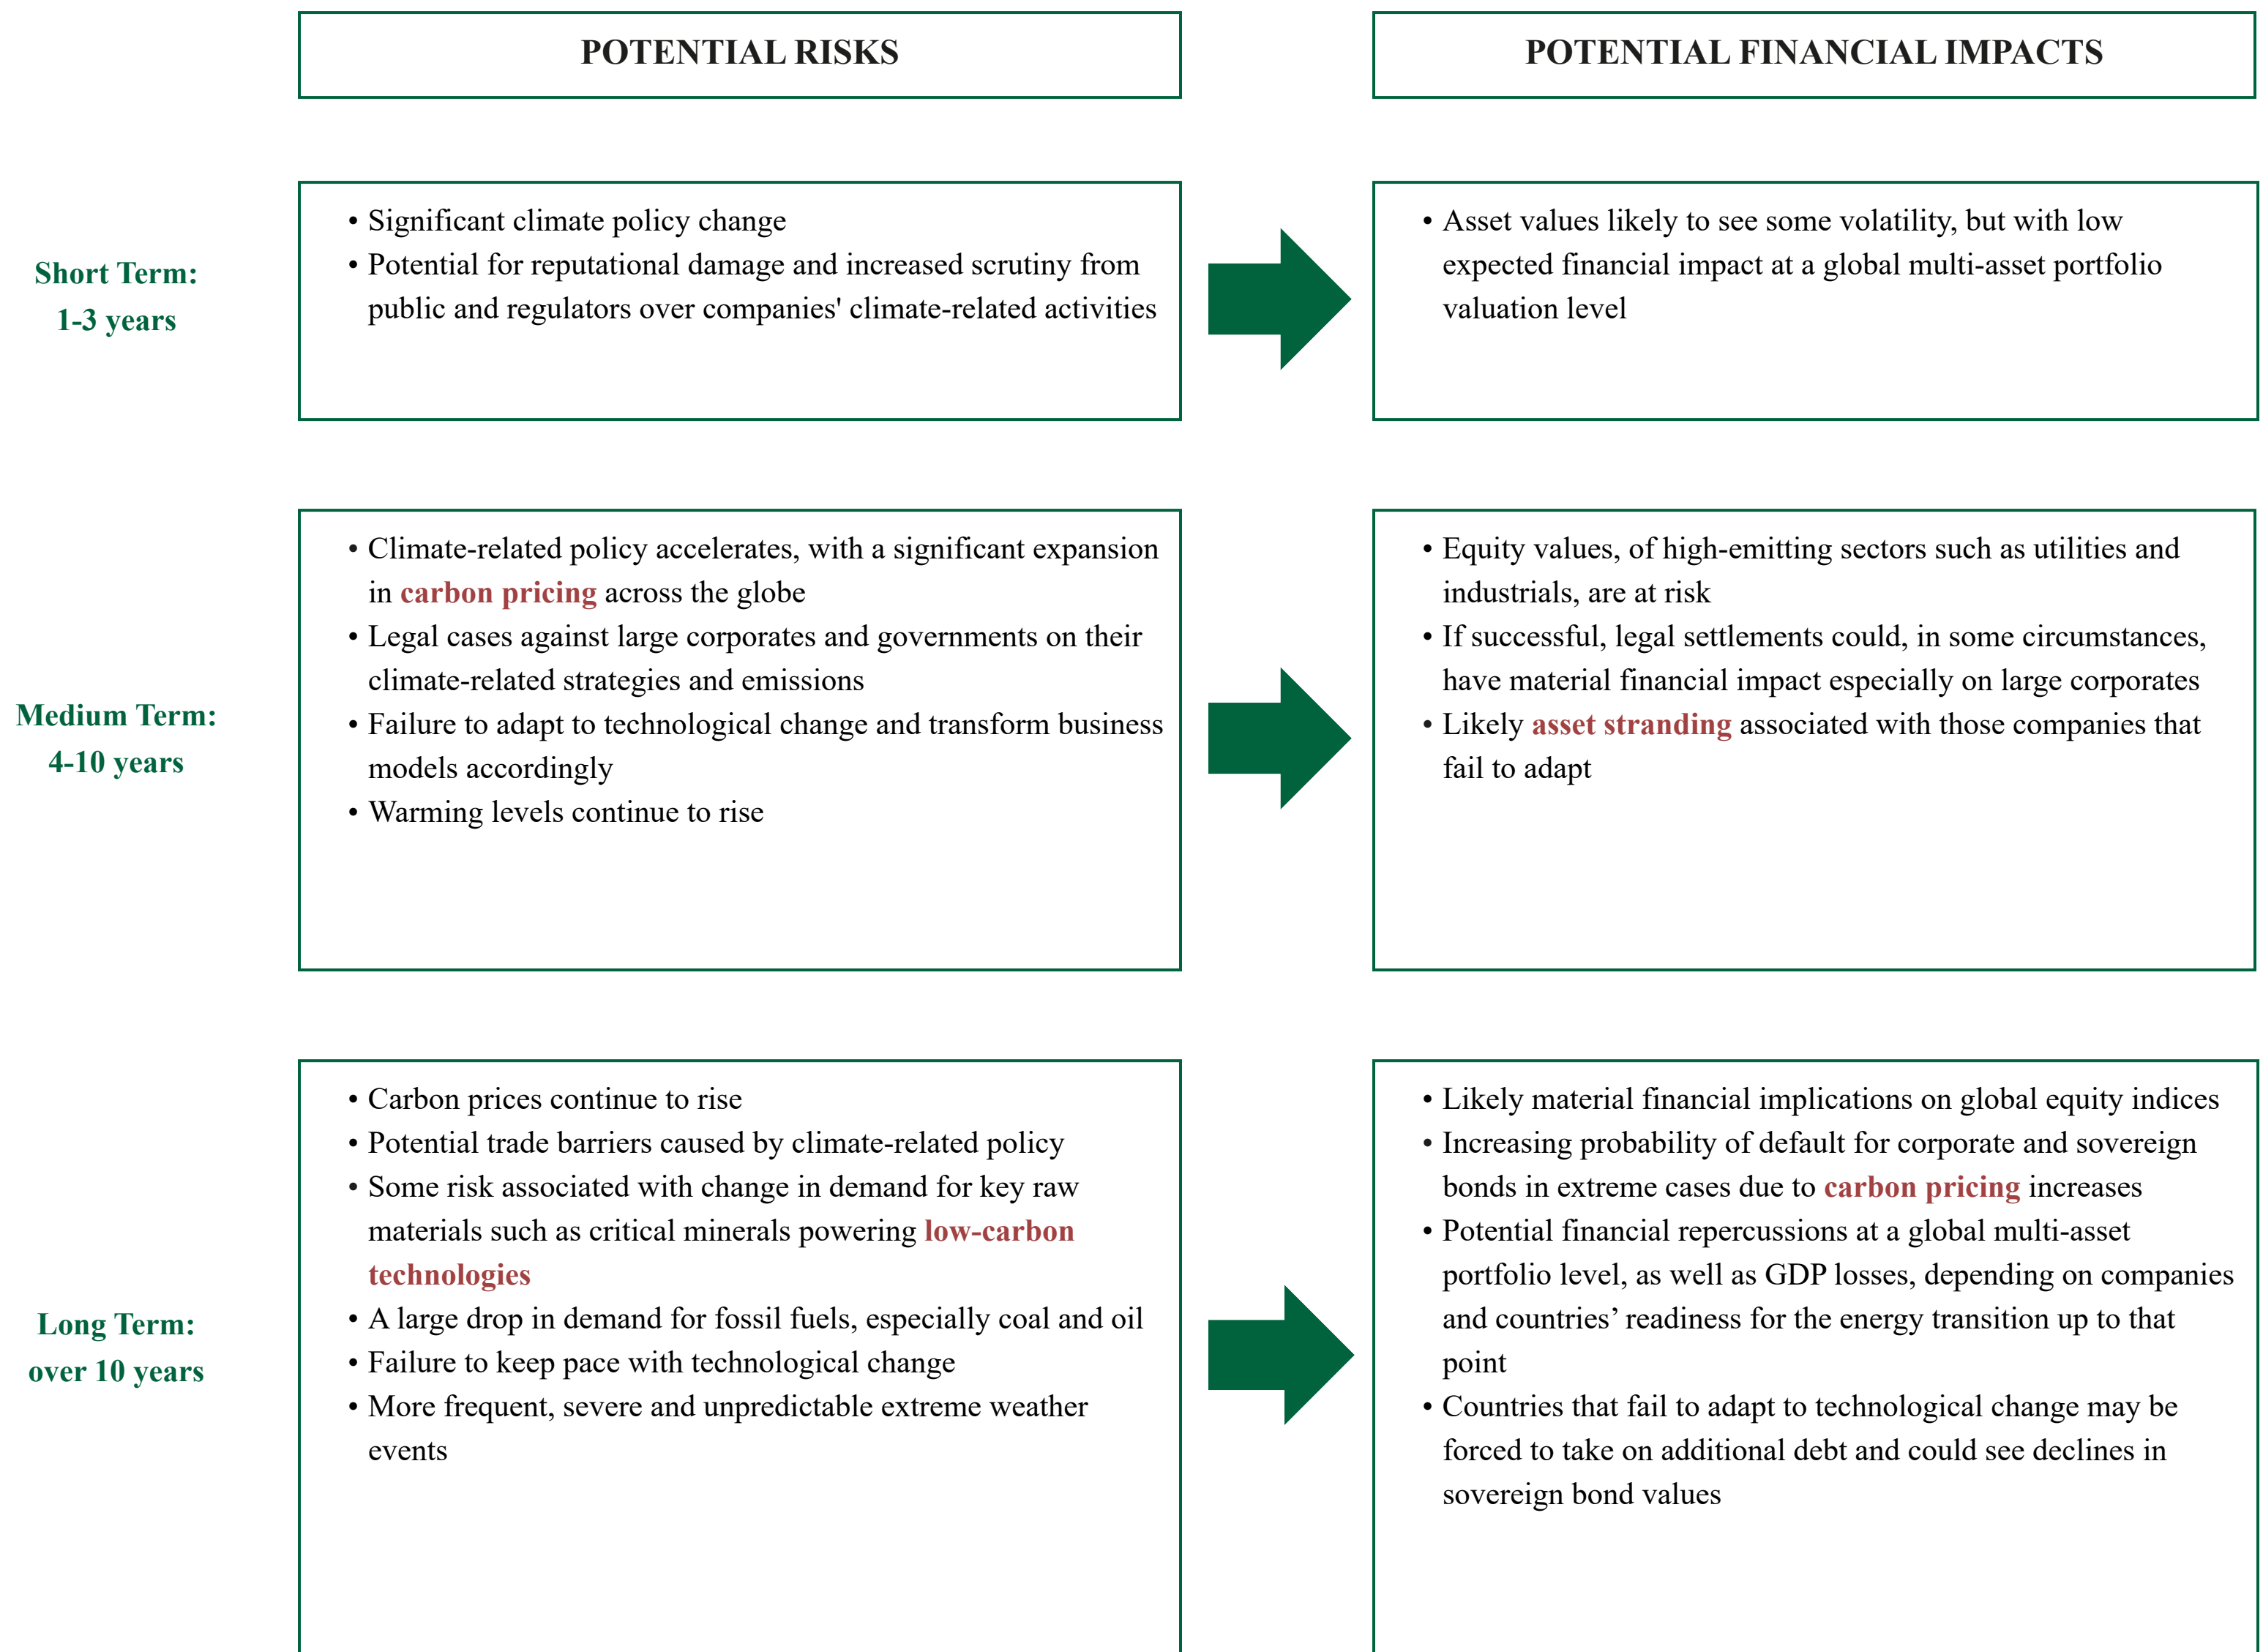 POTENTIAL RISKS
POTENTIAL FINANCIAL IMPACTS
Short Term:
1-3 years
• Significant climate policy change
• Potential for reputational damage and increased scrutiny from
public and regulators over companies' climate-related activities
• Asset values likely to see some volatility, but with low
expected financial impact at a global multi-asset portfolio
valuation level
Medium Term:
4-10 years
• Climate-related policy accelerates, with a significant expansion
in carbon pricing across the globe
• Legal cases against large corporates and governments on their
climate-related strategies and emissions
• Failure to adapt to technological change and transform business
models accordingly
• Warming levels continue to rise
• Equity values, of high-emitting sectors such as utilities and
industrials, are at risk
• If successful, legal settlements could, in some circumstances,
have material financial impact especially on large corporates
• Likely asset stranding associated with those companies that
fail to adapt
Long Term:
over 10 years
• Carbon prices continue to rise
• Potential trade barriers caused by climate-related policy
• Some risk associated with change in demand for key raw
materials such as critical minerals powering low-carbon
technologies
• A large drop in demand for fossil fuels, especially coal and oil
• Failure to keep pace with technological change
• More frequent, severe and unpredictable extreme weather
events
• Likely material financial implications on global equity indices
• Increasing probability of default for corporate and sovereign
bonds in extreme cases due to carbon pricing increases
• Potential financial repercussions at a global multi-asset
portfolio level, as well as GDP losses, depending on companies
and countries’ readiness for the energy transition up to that
point
• Countries that fail to adapt to technological change may be
forced to take on additional debt and could see declines in
sovereign bond values